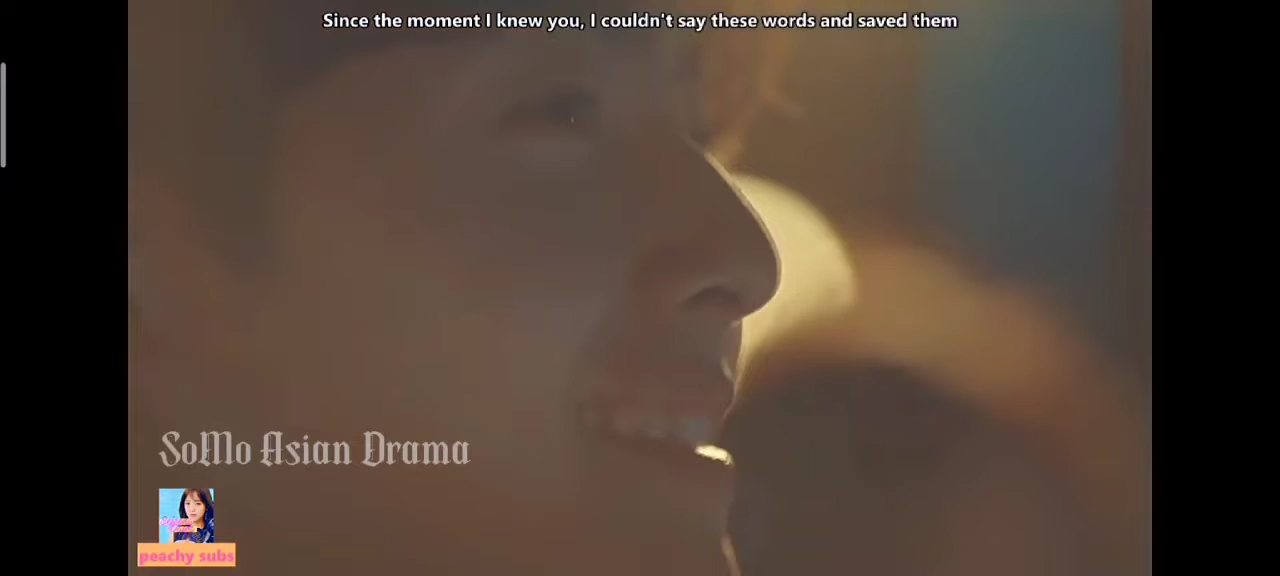 Since the moment I knew you, I couldn't say these words and saved them
SoMo Asian Drama
peachy subs